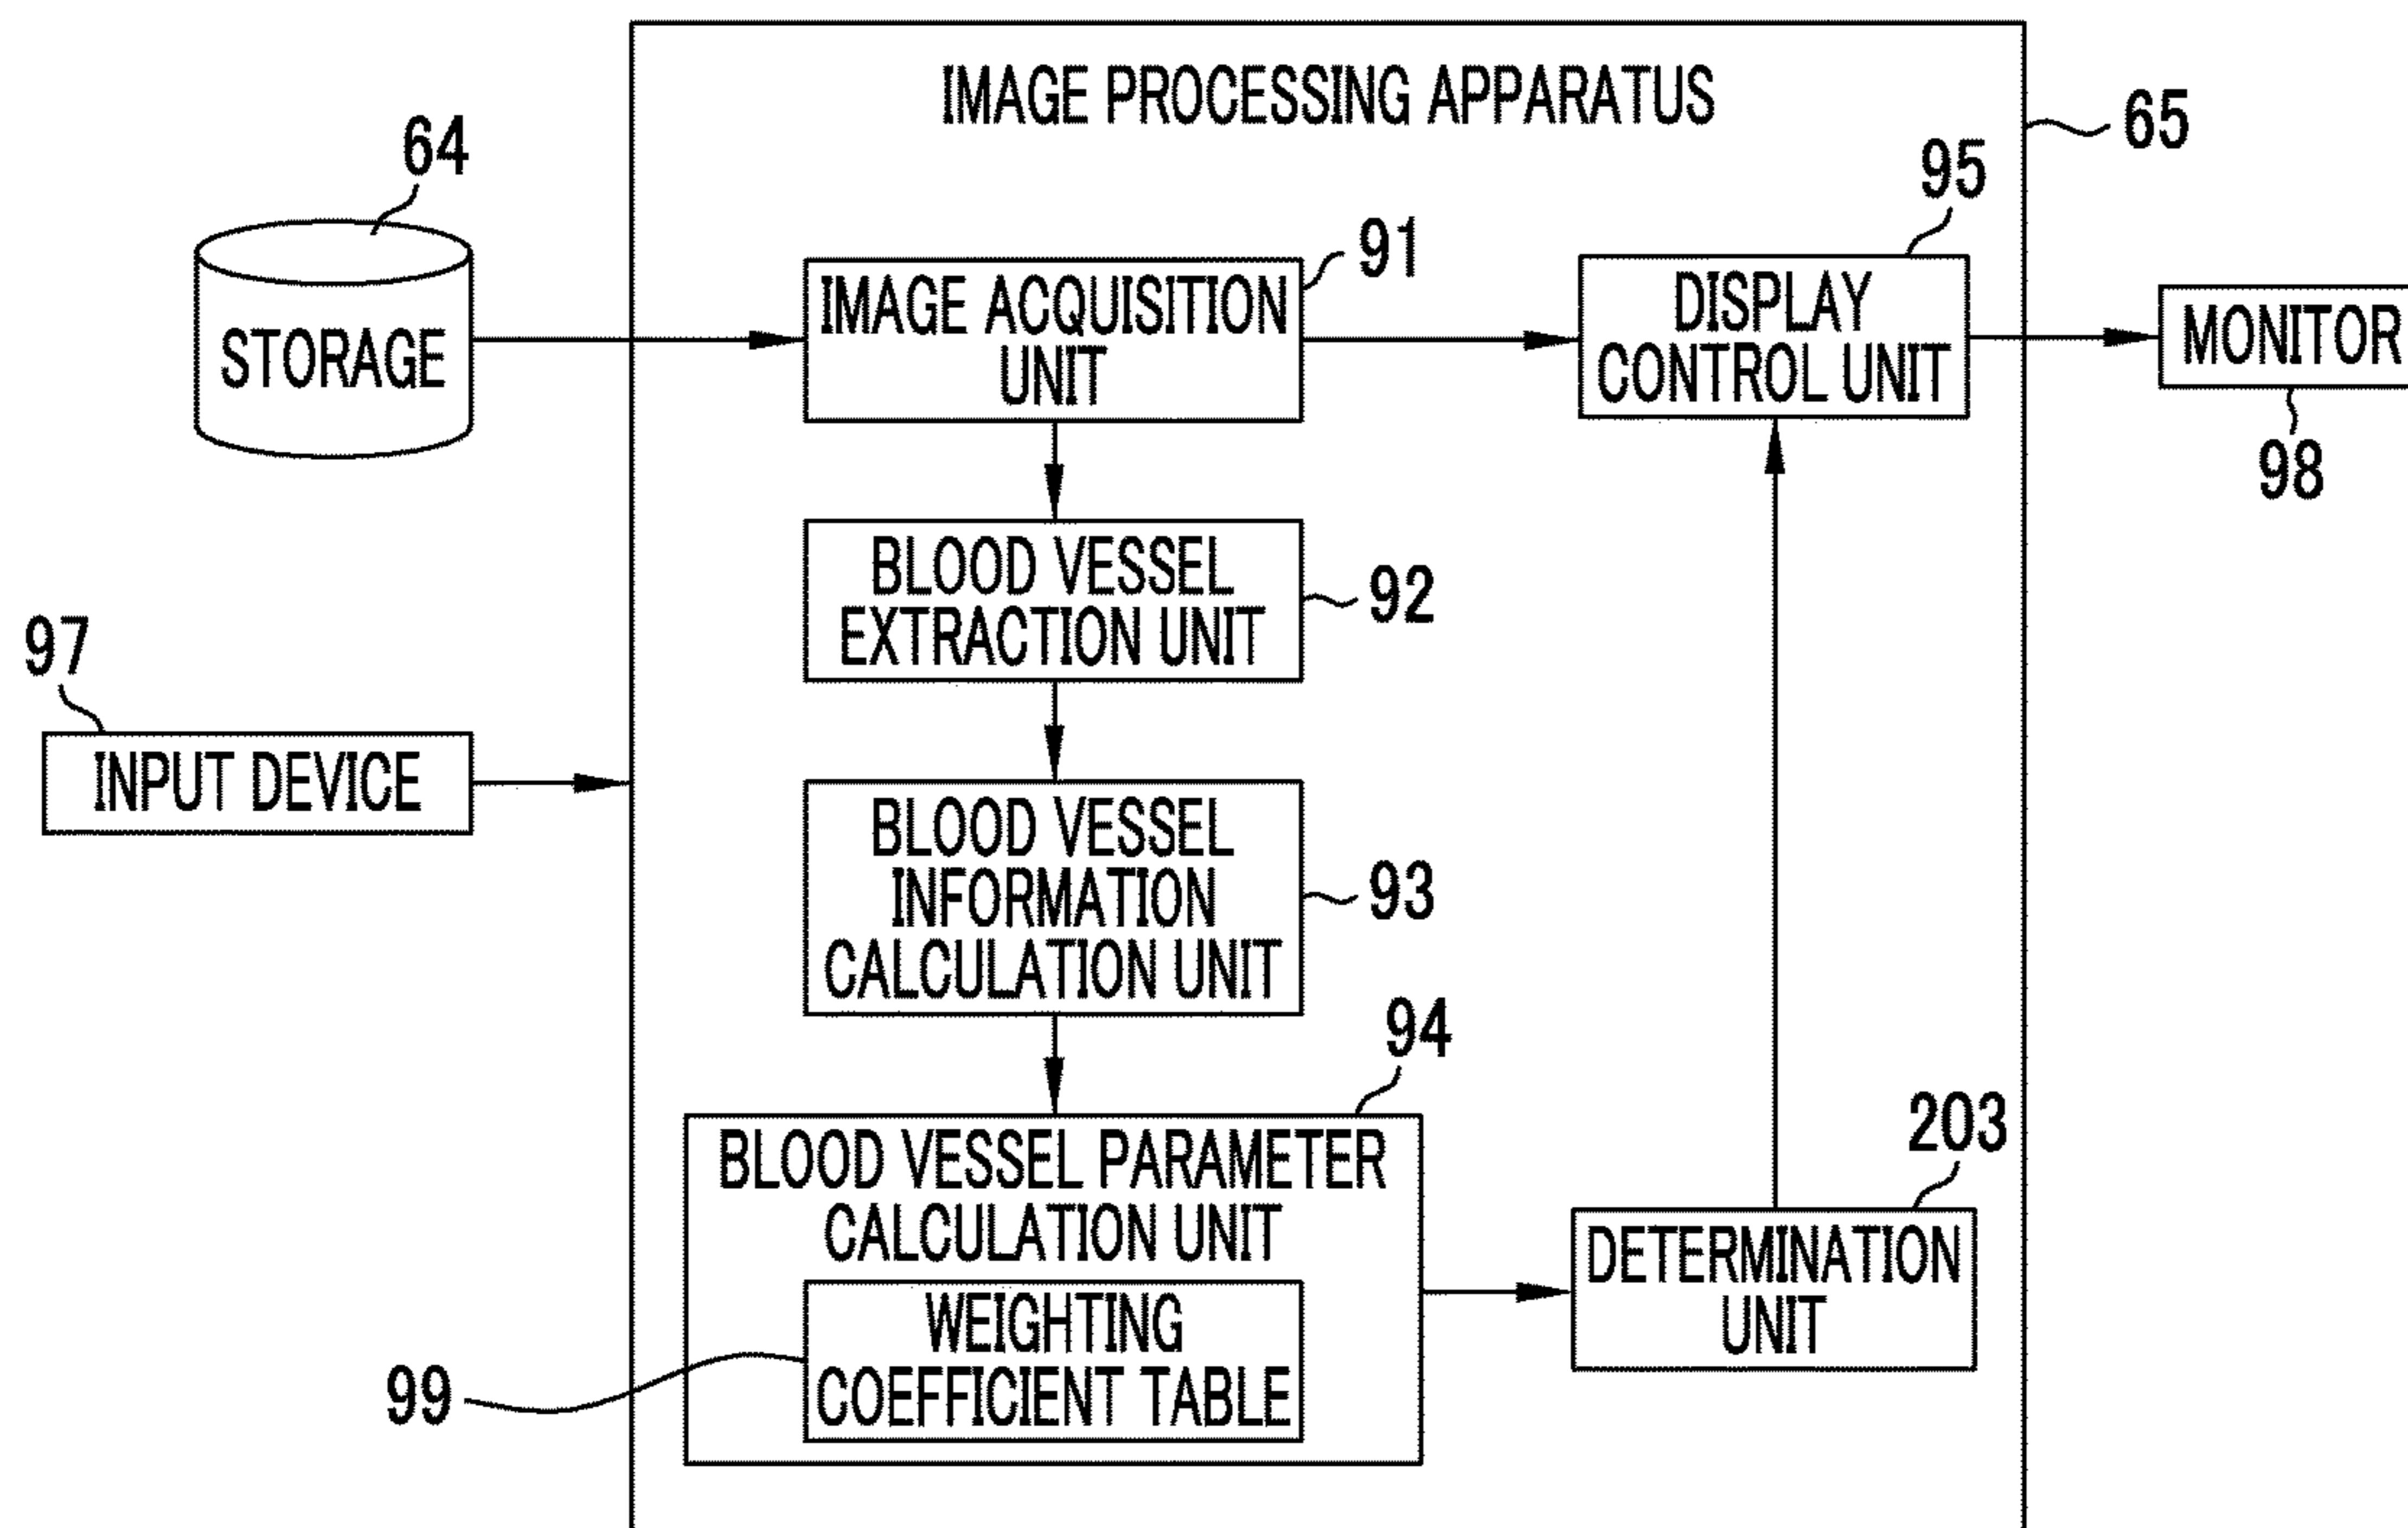 IMAGE PROCESSING APPARATUS
65
64
STORAGE
91
IMAGE ACQUISITION
UNIT
95
DISPLAY
CONTROL UNIT
MONITOR
98
BLOOD VESSEL
EXTRACTION UNIT
92
97
INPUT DEVICE
BLOOD VESSEL
INFORMATION
CALCULATION UNIT
93
94
BLOOD VESSEL PARAMETER
CALCULATION UNIT
WEIGHTING
COEFFICIENT TABLE
99
203
DETERMINATION
UNIT